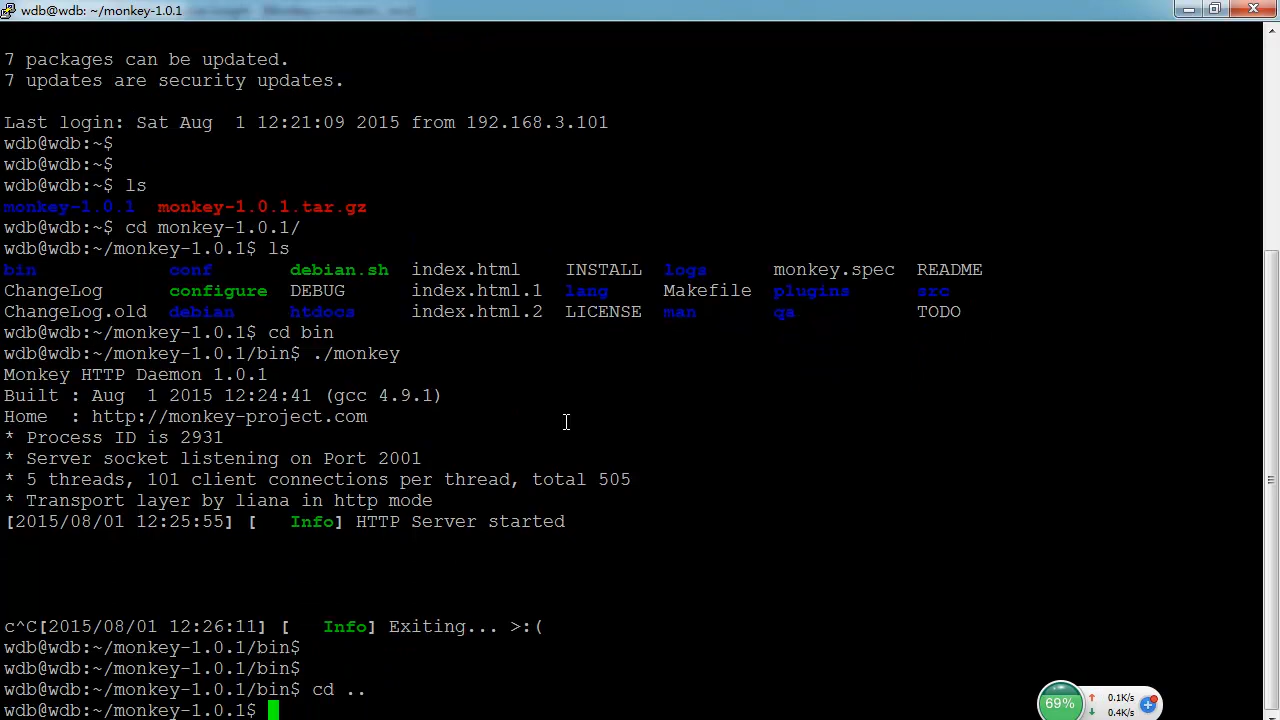 wdb@wdb: ~/monkey-1.0.1
7 packages can be updated.
7 updates are security updates.
Last login: Sat Aug  1 12:21:09 2015 from 192.168.3.101
wdb@wdb:~$
wdb@wdb:~$
wdb@wdb:~$ ls
monkey-1.0.1  monkey-1.0.1.tar.gz
wdb@wdb:~$ cd monkey-1.0.1/
wdb@wdb:~/monkey-1.0.1$ ls
bin            conf       debian.sh  index.html    INSTALL  logs      monkey.spec  README
ChangeLog      configure  DEBUG      index.html.1  lang     Makefile  plugins      src
ChangeLog.old  debian     htdocs     index.html.2  LICENSE  man       qa           TODO
wdb@wdb:~/monkey-1.0.1$ cd bin
wdb@wdb:~/monkey-1.0.1/bin$ ./monkey
Monkey HTTP Daemon 1.0.1
Built : Aug  1 2015 12:24:41 (gcc 4.9.1)
Home  : http://monkey-project.com
* Process ID is 2931
* Server socket listening on Port 2001
* 5 threads, 101 client connections per thread, total 505
* Transport layer by liana in http mode
[2015/08/01 12:25:55] [   Info] HTTP Server started
c^C[2015/08/01 12:26:11] [   Info] Exiting... >:(
wdb@wdb:~/monkey-1.0.1/bin$
wdb@wdb:~/monkey-1.0.1/bin$
wdb@wdb:~/monkey-1.0.1/bin$ cd ..
wdb@wdb:~/monkey-1.0.1$
69%
0.1K/s
0.4K/s